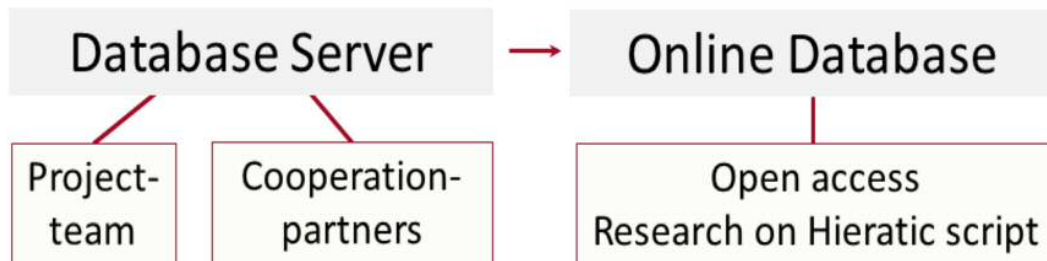 Database Server
Online Database
Project-
team
Cooperation-
partners
Open access
Research on Hieratic script